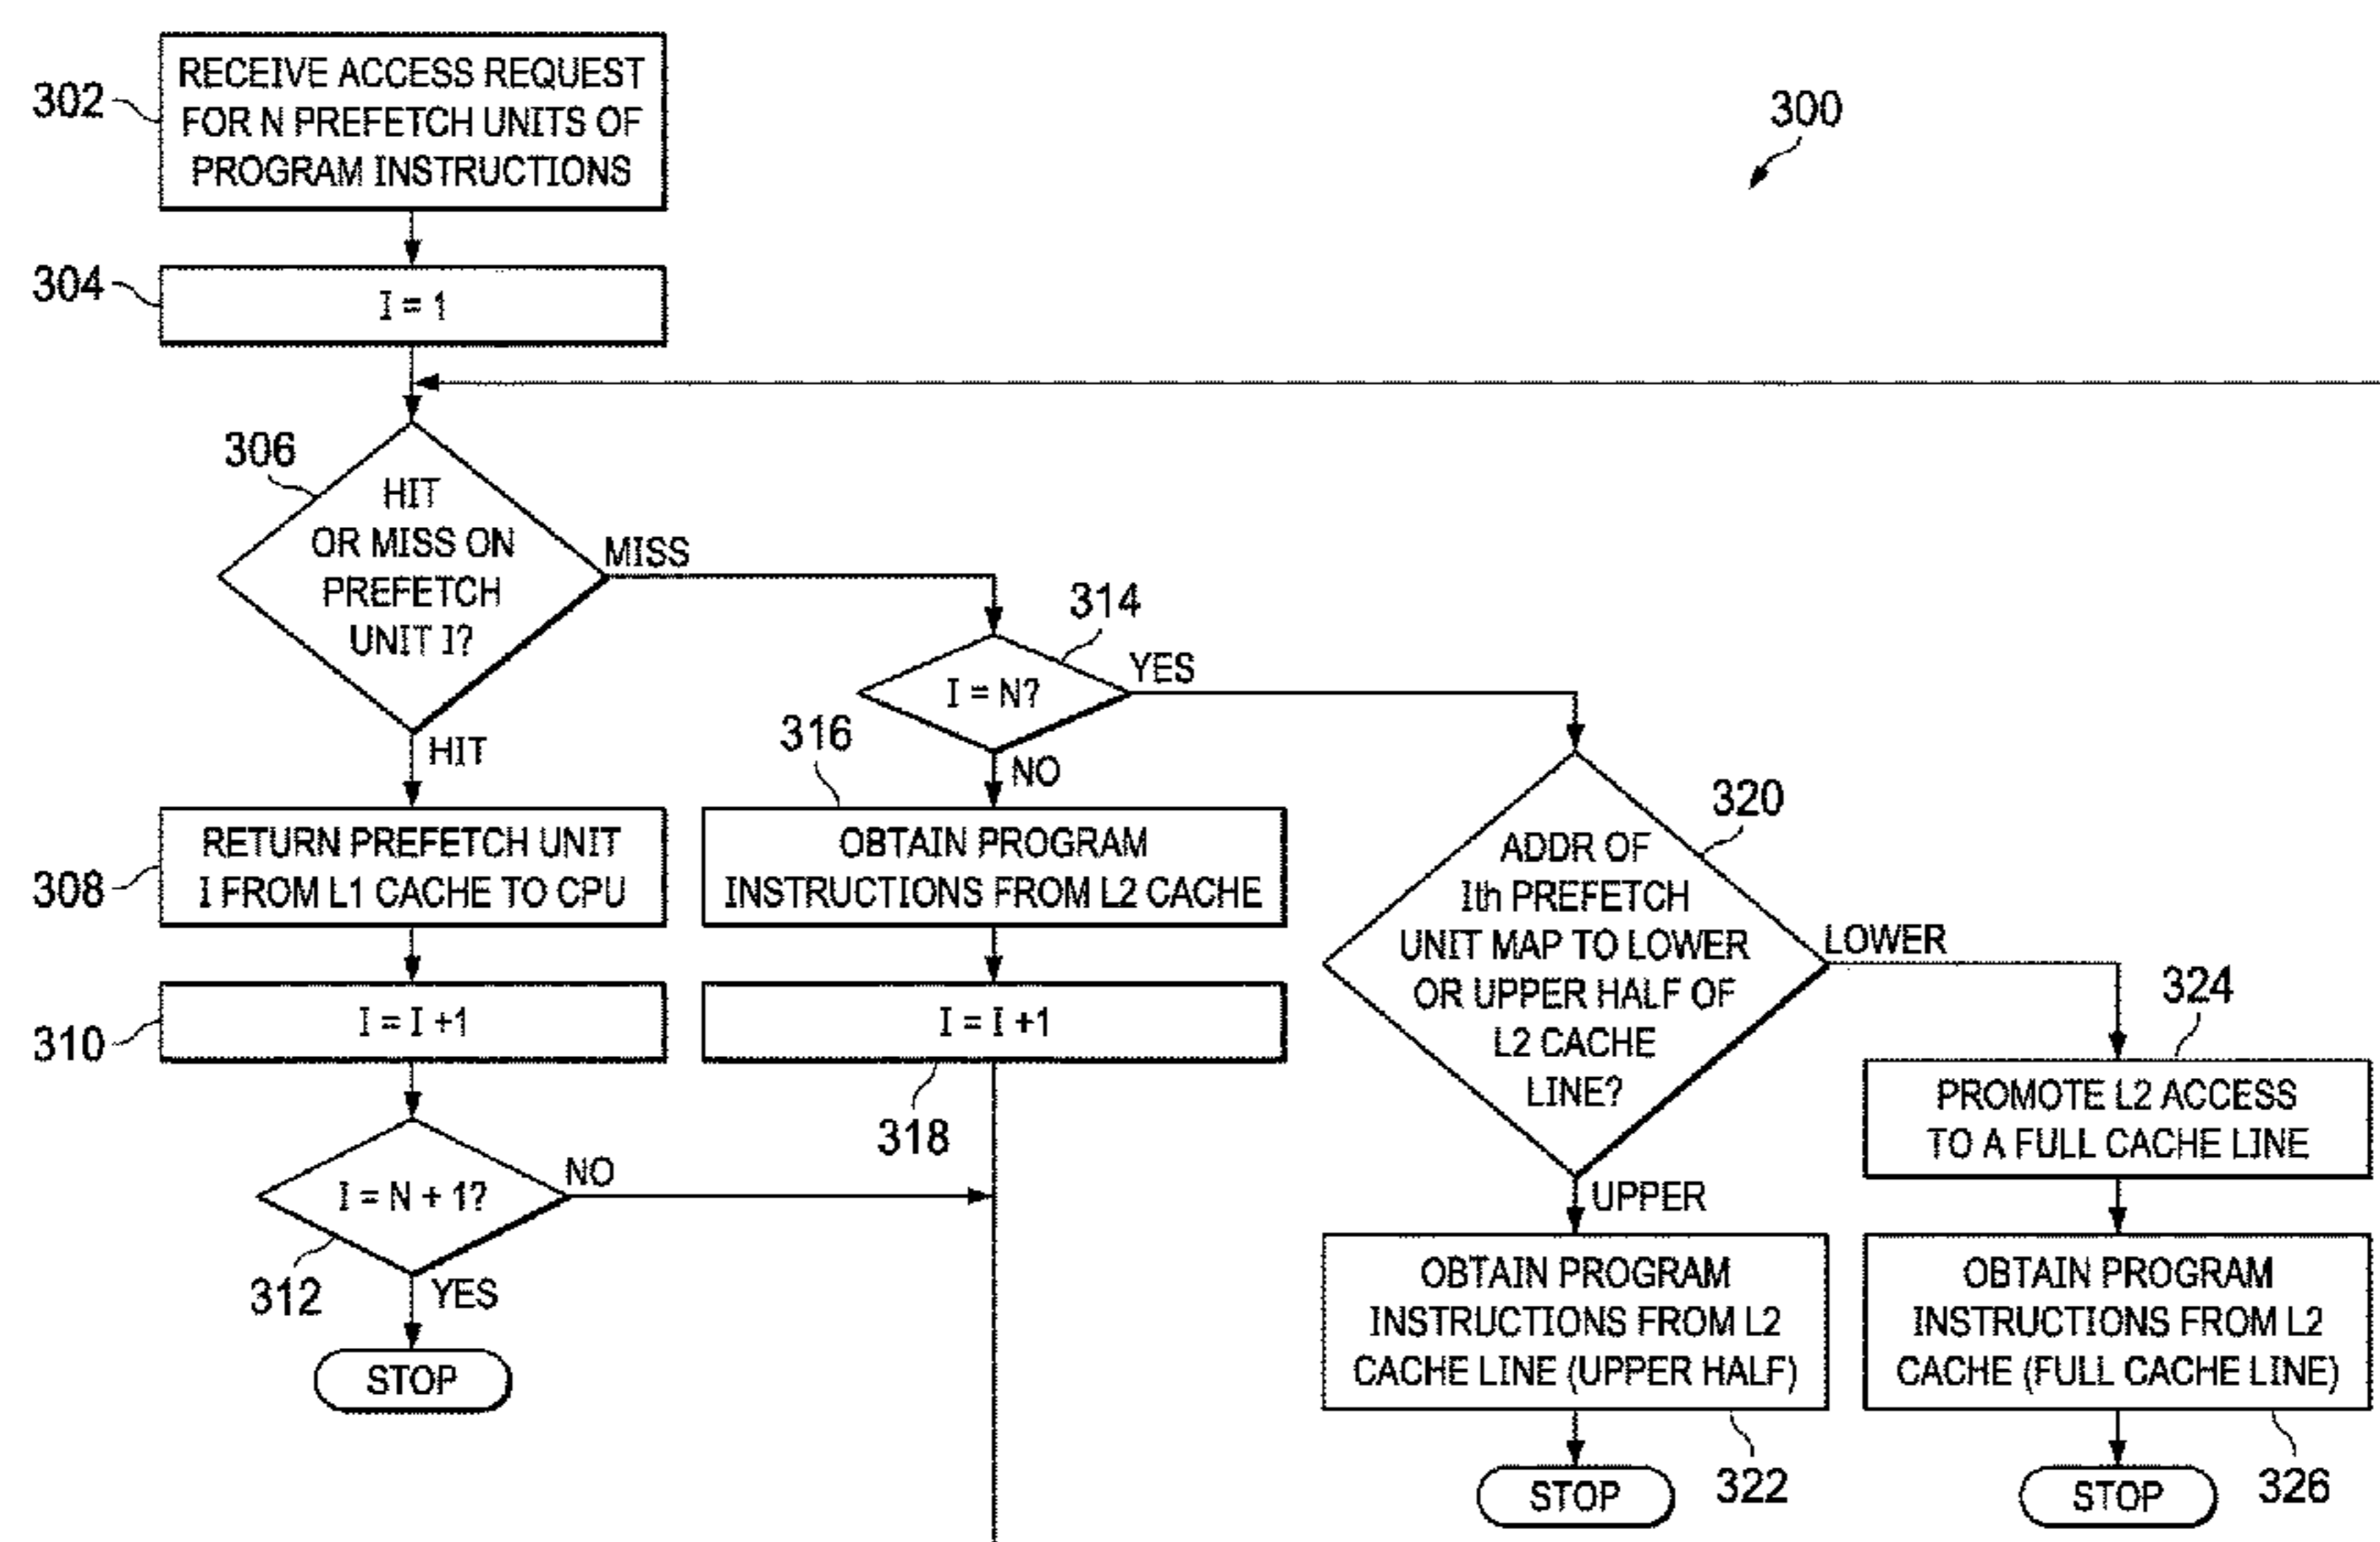 302
RECEIVE ACCESS REQUEST
FOR N PREFETCH UNITS OF
PROGRAM INSTRUCTIONS
300
304
I = 1
306
HIT
OR MISS ON
PREFETCH
UNIT I?
MISS
HIT
314
I = N?
YES
NO
308
RETURN PREFETCH UNIT
I FROM L1 CACHE TO CPU
316
OBTAIN PROGRAM
INSTRUCTIONS FROM L2 CACHE
320
ADDR OF
Ith PREFETCH
UNIT MAP TO LOWER
OR UPPER HALF OF
L2 CACHE
LINE?
LOWER
UPPER
310
I = I +1
I = I +1
318
324
PROMOTE L2 ACCESS
TO A FULL CACHE LINE
I = N + 1?
NO
312
YES
STOP
OBTAIN PROGRAM
INSTRUCTIONS FROM L2
CACHE LINE (UPPER HALF)
322
STOP
OBTAIN PROGRAM
INSTRUCTIONS FROM L2
CACHE (FULL CACHE LINE)
326
STOP